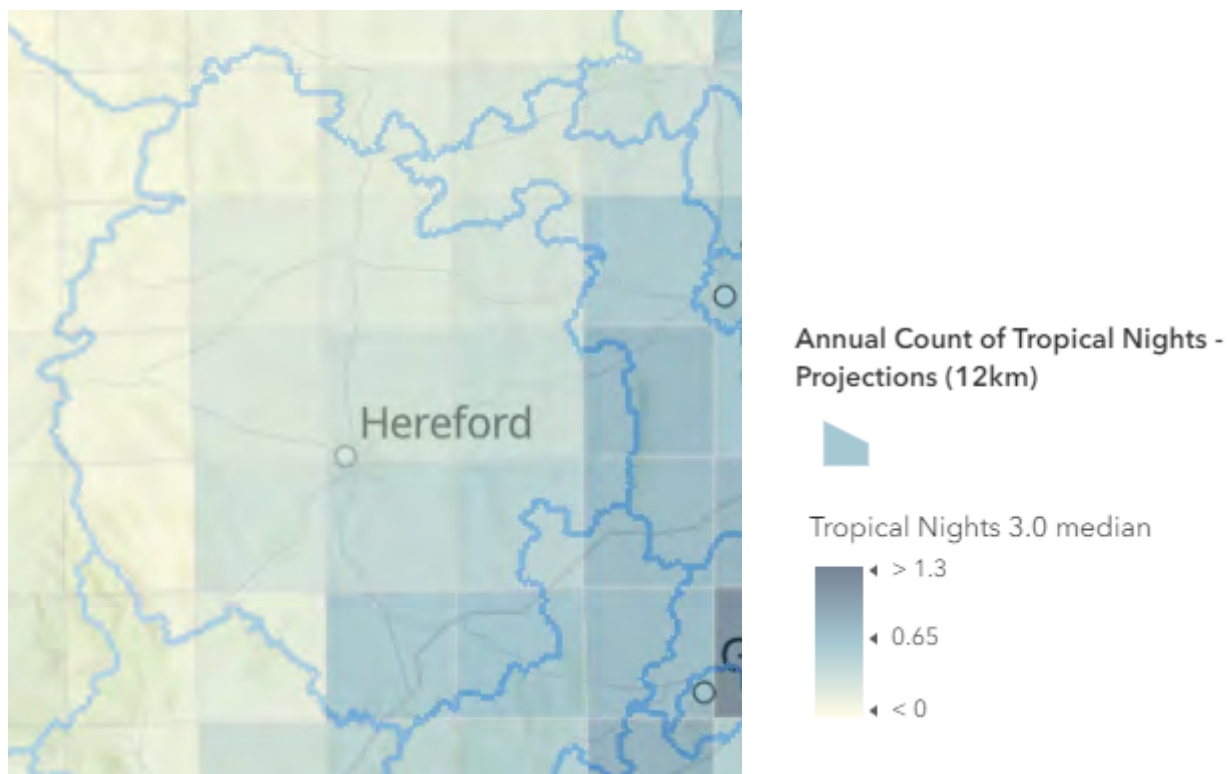 Hereford
Annual Count of Tropical Nights -
Projections (12km)
Tropical Nights 3.0 median
> 1.3
0.65
< 0